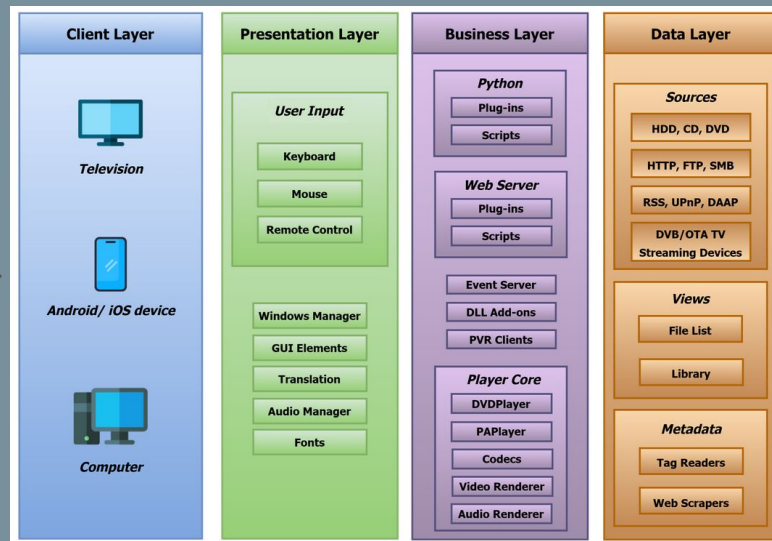 Client Layer
Television
Android/ iOS device
Computer
Presentation Layer
User Input
Keyboard
Mouse
Remote Control
Windows Manager
GUI Elements
Translation
Audio Manager
Fonts
Business Layer
Python
Plug-ins
Scripts
Web Server
Plug-ins
Scripts
Event Server
DLL Add-ons
PVR Clients
Player Core
DVDPlayer
PAPlayer
Codecs
Video Renderer
Audio Renderer
Data Layer
Sources
HDD, CD, DVD
HTTP, FTP, SMB
RSS, UPnP, DAAP
DVB/OTA TV
Streaming Devices
Views
File List
Library
Metadata
Tag Readers
Web Scrapers